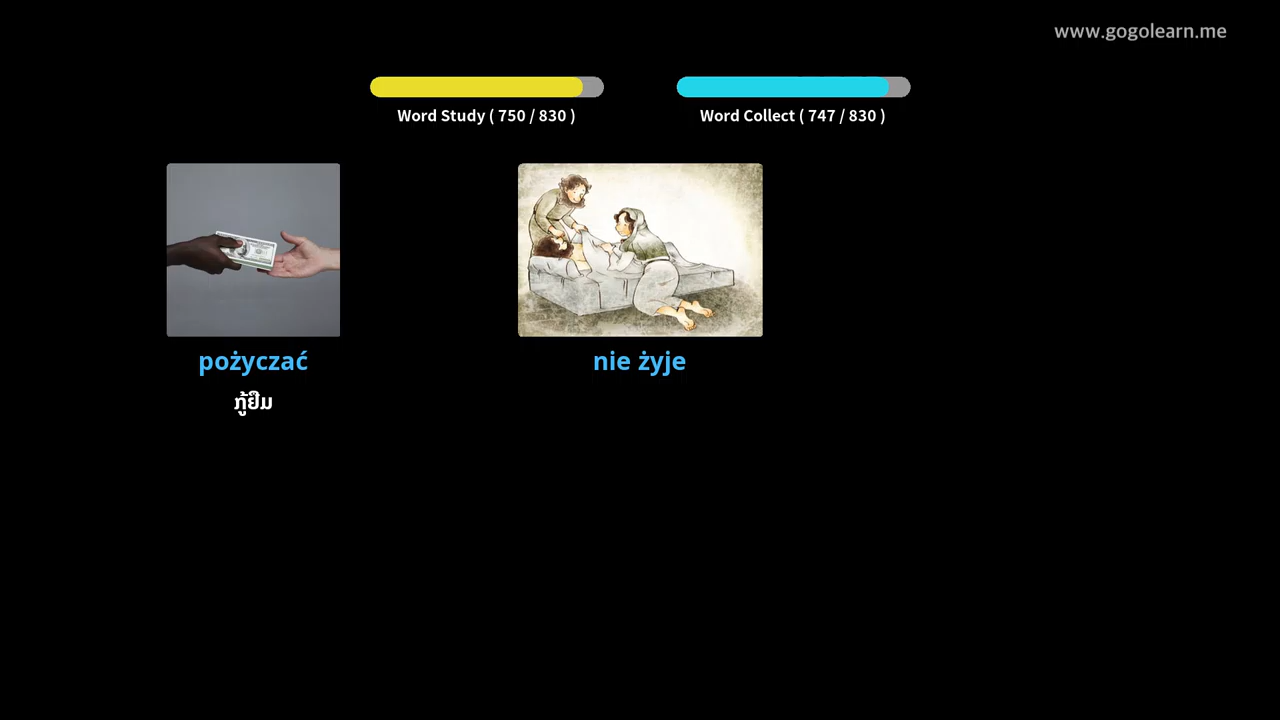 www.gogolearn.me
Word Study ( 750 / 830 )
Word Collect ( 747 / 830 )
pożyczać
ກູ້ຢືມ
nie żyje